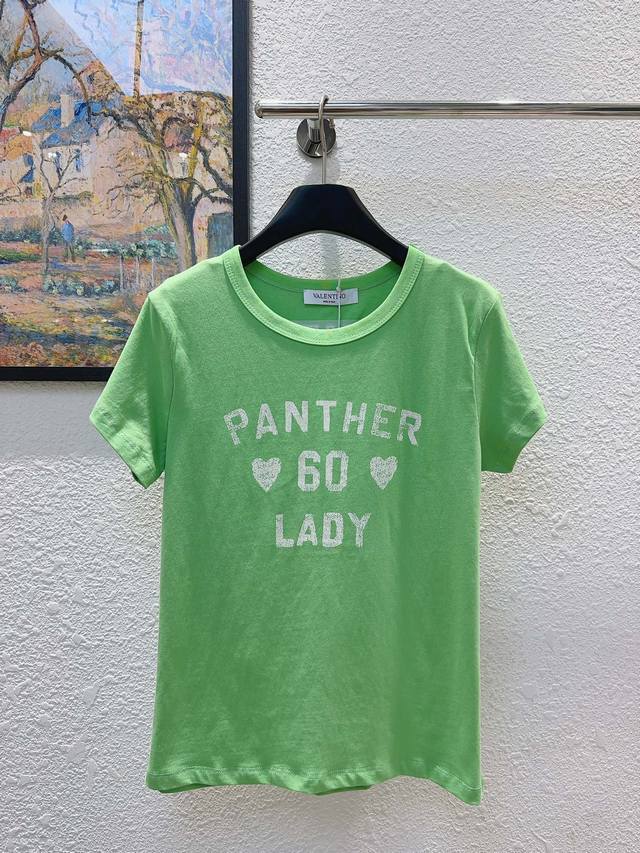 VALENTINO
PANTHER
60
LADY